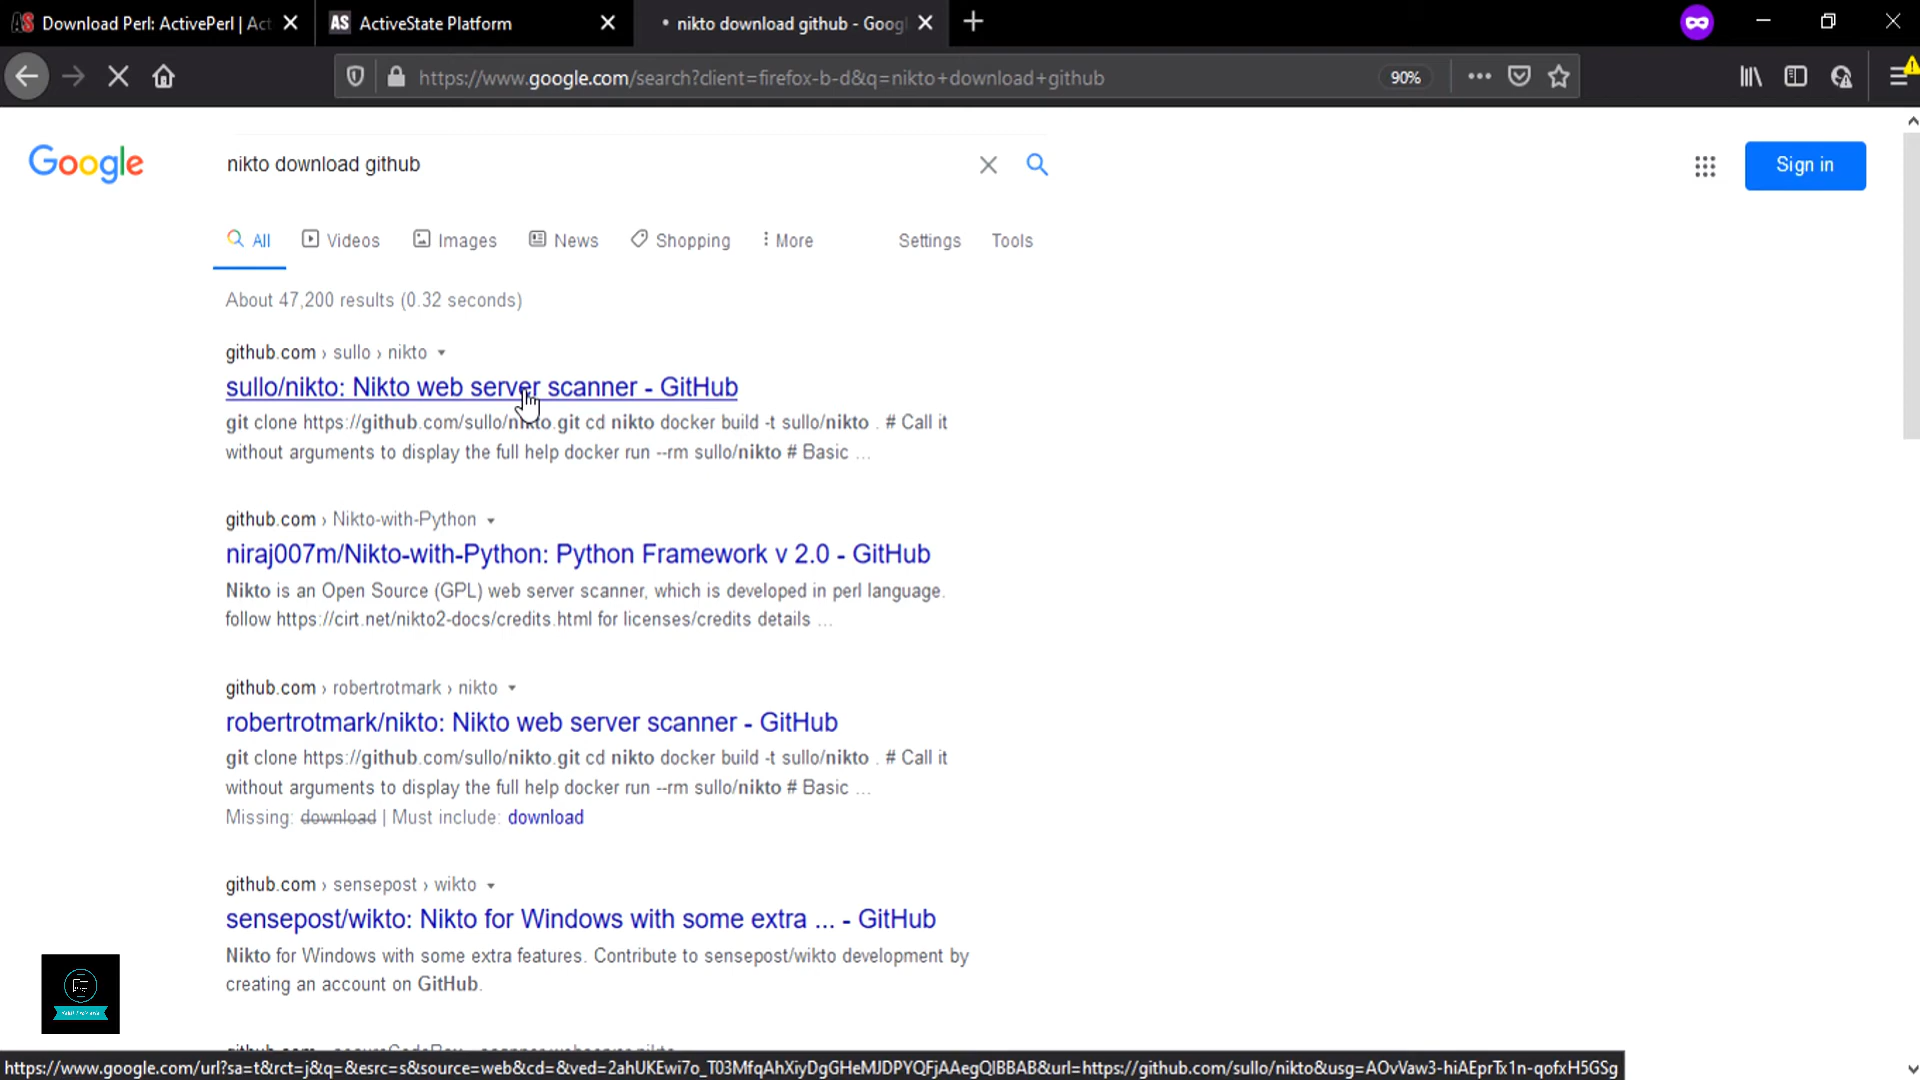 Download Perl: ActivePerl | Act
ActiveState Platform
nikto download github - Goog
https://www.google.com/search?client=firefox-b-d&q=nikto+download+github
90%
Google
nikto download github
Sign in
All
Videos
Images
News
Shopping
More
Settings
Tools
About 47,200 results (0.32 seconds)
github.com › sullo › nikto
sullo/nikto: Nikto web server scanner - GitHub
git clone https://github.com/sullo/nikto.git cd nikto docker build -t sullo/nikto . # Call it
without arguments to display the full help docker run --rm sullo/nikto # Basic ...
github.com › Nikto-with-Python
niraj007m/Nikto-with-Python: Python Framework v 2.0 - GitHub
Nikto is an Open Source (GPL) web server scanner, which is developed in perl language.
follow https://cirt.net/nikto2-docs/credits.html for licenses/credits details ...
github.com › robertrotmark › nikto
robertrotmark/nikto: Nikto web server scanner - GitHub
git clone https://github.com/sullo/nikto.git cd nikto docker build -t sullo/nikto . # Call it
without arguments to display the full help docker run --rm sullo/nikto # Basic ...
Missing: download | Must include: download
github.com › sensepost › wikto
sensepost/wikto: Nikto for Windows with some extra ... - GitHub
Nikto for Windows with some extra features. Contribute to sensepost/wikto development by
creating an account on GitHub.
https://www.google.com/url?sa=t&rct=j&q=&esrc=s&source=web&cd=&ved=2ahUKEwi7o_T03MfqAhXiyDgGHeMJDPYQFjAAegQIBBAB&url=https://github.com/sullo/nikto&usg=AOvVaw3-hiAEprTx1n-qofxH5GSg